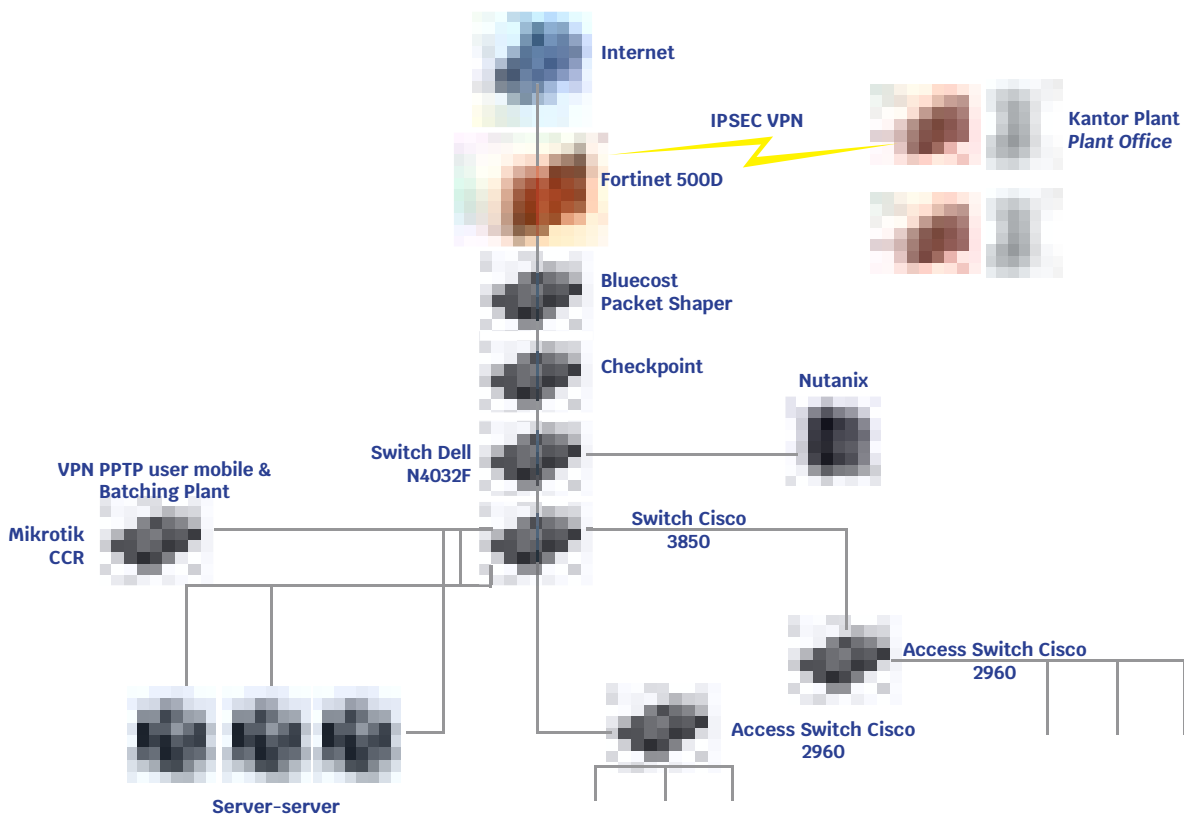 Internet
IPSEC VPN
Kantor Plant
Plant Office
Fortinet 500D
Bluecost
Packet Shaper
Checkpoint
Nutanix
Switch Dell
N4032F
VPN PPTP user mobile &
Batching Plant
Mikrotik
CCR
Switch Cisco
3850
Access Switch Cisco
2960
Access Switch Cisco
2960
Server-server